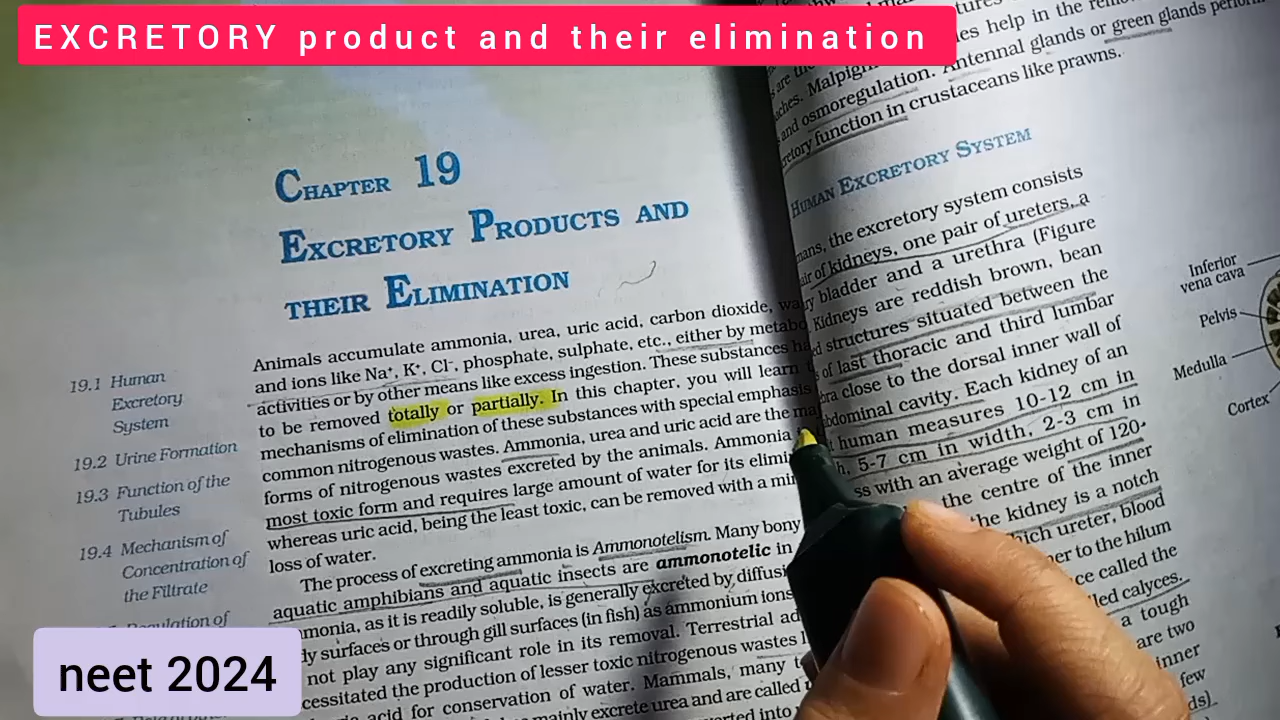 EXCRETORY product and their elimination
CHAPTER 19
EXCRETORY PRODUCTS AND
THEIR ELIMINATION
19.1 Human
Excretory
System
19.2 Urine Formation
19.3 Function of the
Tubules
19.4 Mechanism of
Concentration of
the Filtrate
Regulation of
Animals accumulate ammonia, urea, uric acid, carbon dioxide,
and ions like Na⁺, K⁺, Cl⁻, phosphate, sulphate, etc., either by
activities or by other means like excess ingestion. These substances
to be removed totally or partially. In this chapter, you will learn
mechanisms of elimination of these substances with special emphasis
common nitrogenous wastes. Ammonia, urea and uric acid are the
forms of nitrogenous wastes excreted by the animals. Ammonia
most toxic form and requires large amount of water for its
whereas uric acid, being the least toxic, can be removed with a
loss of water.
The process of excreting ammonia is Ammonotelism. Many bony
aquatic amphibians and aquatic insects are ammonotelic in
as it is readily soluble, is generally excreted by
surfaces or through gill surfaces (in fish) as ammonium ions
not play any significant role in its removal. Terrestrial
the production of lesser toxic nitrogenous wastes
acid for conservation of water. Mammals, many
mainly excrete urea and are called
into
neet 2024
help in the
Antennal glands or green glands
and osmoregulation.
function in crustaceans like prawns.
HUMAN EXCRETORY SYSTEM
the excretory system consists
of kidneys, one pair of ureters, a
bladder and a urethra (Figure
Kidneys are reddish brown, bean
structures situated between the
of last thoracic and third lumbar
close to the dorsal inner wall of
cavity. Each kidney of an
human measures 10-12 cm in
5-7 cm in width, 2-3 cm in
with an average weight of 120-
the centre of the inner
the kidney is a notch
ureter, blood
to the hilum
called the
calyces.
a tough
are two
inner
few
Inferior
vena cava
Pelvis
Medulla
Cortex